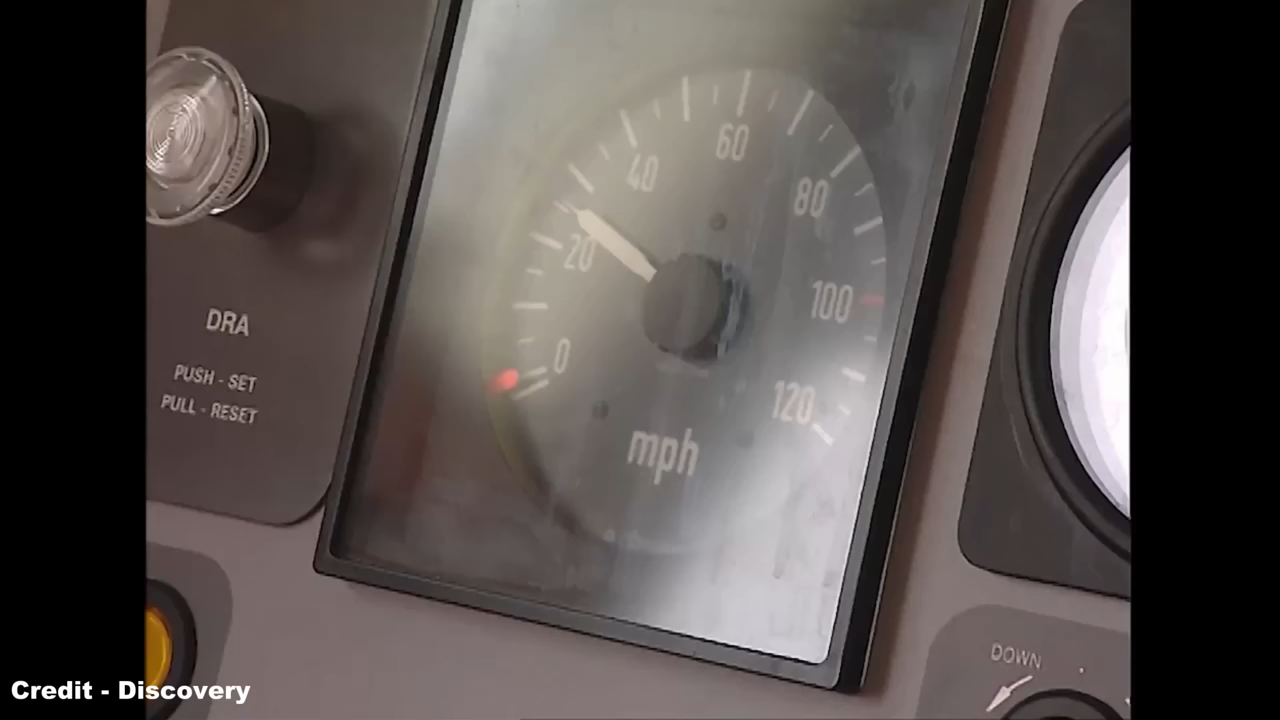 60
40
80
20
100
0
120
mph
DRA
PUSH - SET
PULL - RESET
DOWN
Credit - Discovery